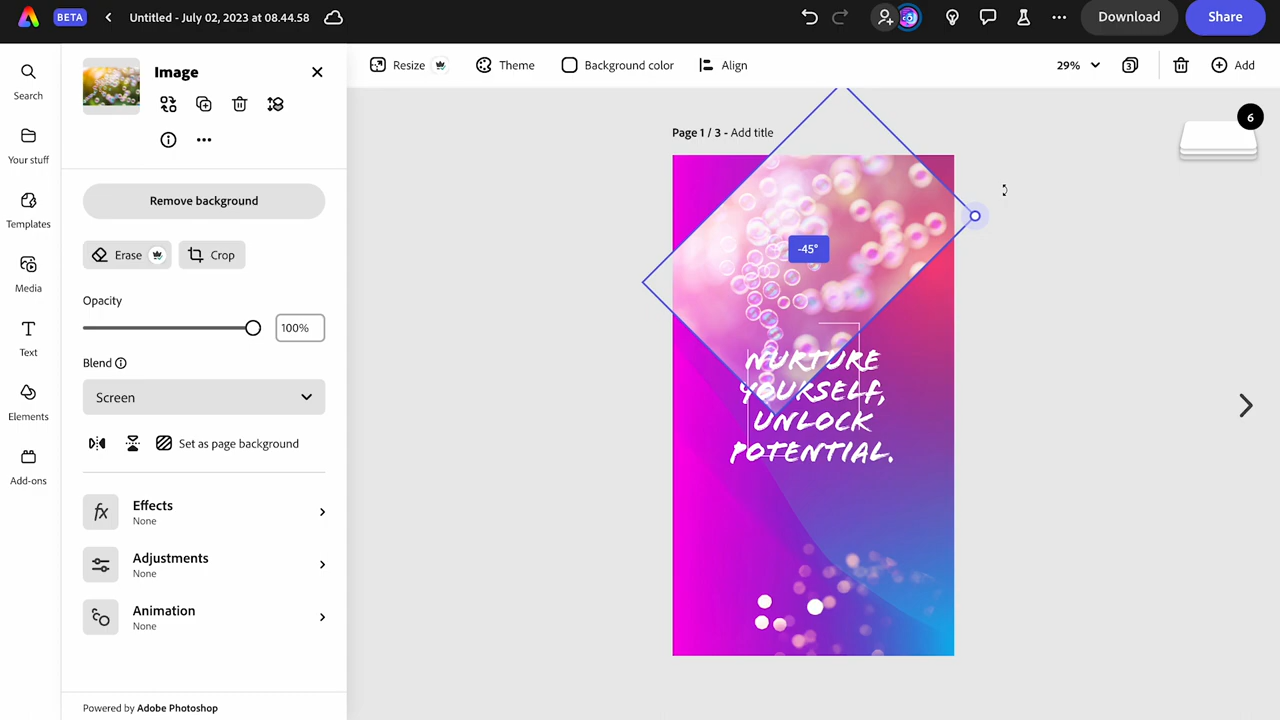 BETA
Untitled - July 02, 2023 at 08.44.58
Download
Share
Search
Your stuff
Templates
Media
Text
Elements
Add-ons
Image
Remove background
Erase
Crop
Opacity
100%
Blend
Screen
Set as page background
Effects
None
Adjustments
None
Animation
None
Powered by Adobe Photoshop
Resize
Theme
Background color
Align
29%
3
Add
6
Page 1 / 3 - Add title
-45°
NURTURE
YOURSELF,
UNLOCK
POTENTIAL.